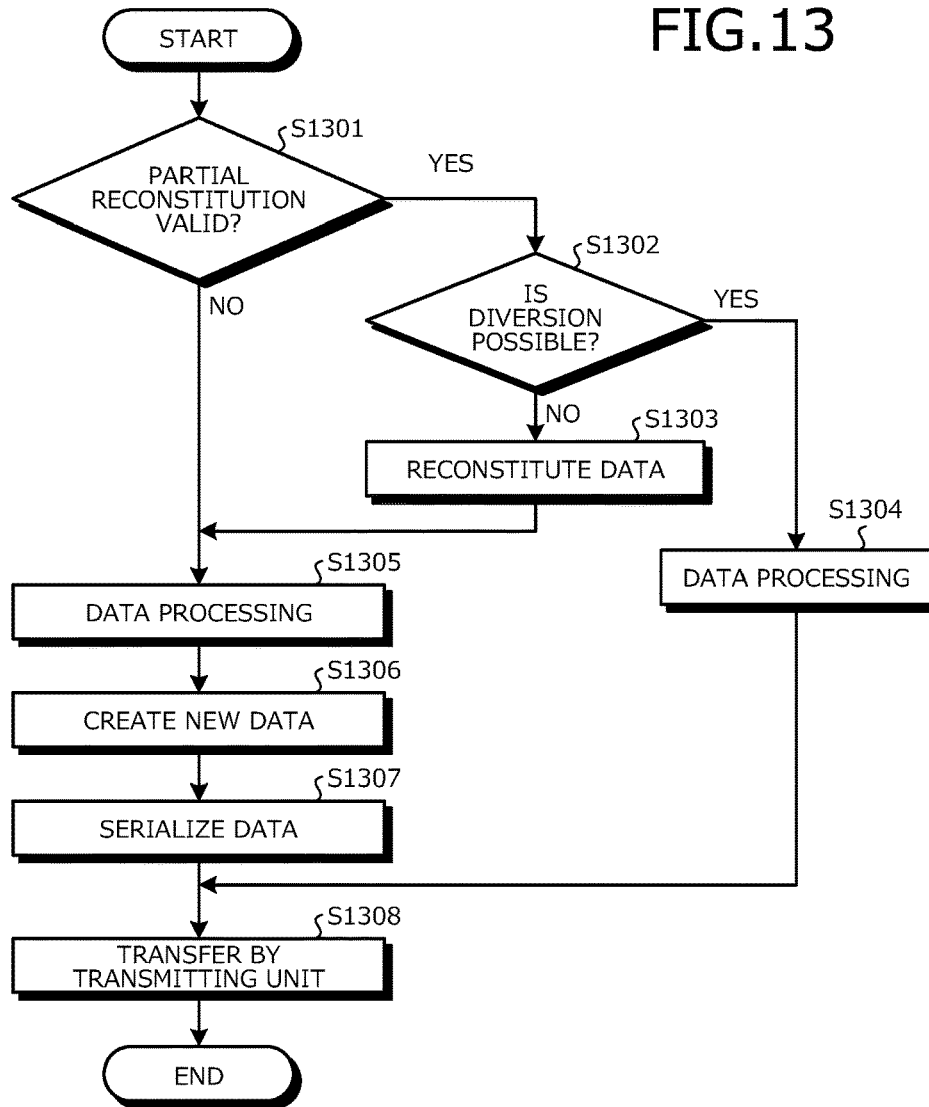 FIG.13
START
S1301
PARTIAL
RECONSTITUTION
VALID?
YES
NO
S1302
IS
DIVERSION
POSSIBLE?
YES
NO
S1303
RECONSTITUTE DATA
S1304
DATA PROCESSING
S1305
DATA PROCESSING
S1306
CREATE NEW DATA
S1307
SERIALIZE DATA
S1308
TRANSFER BY
TRANSMITTING UNIT
END